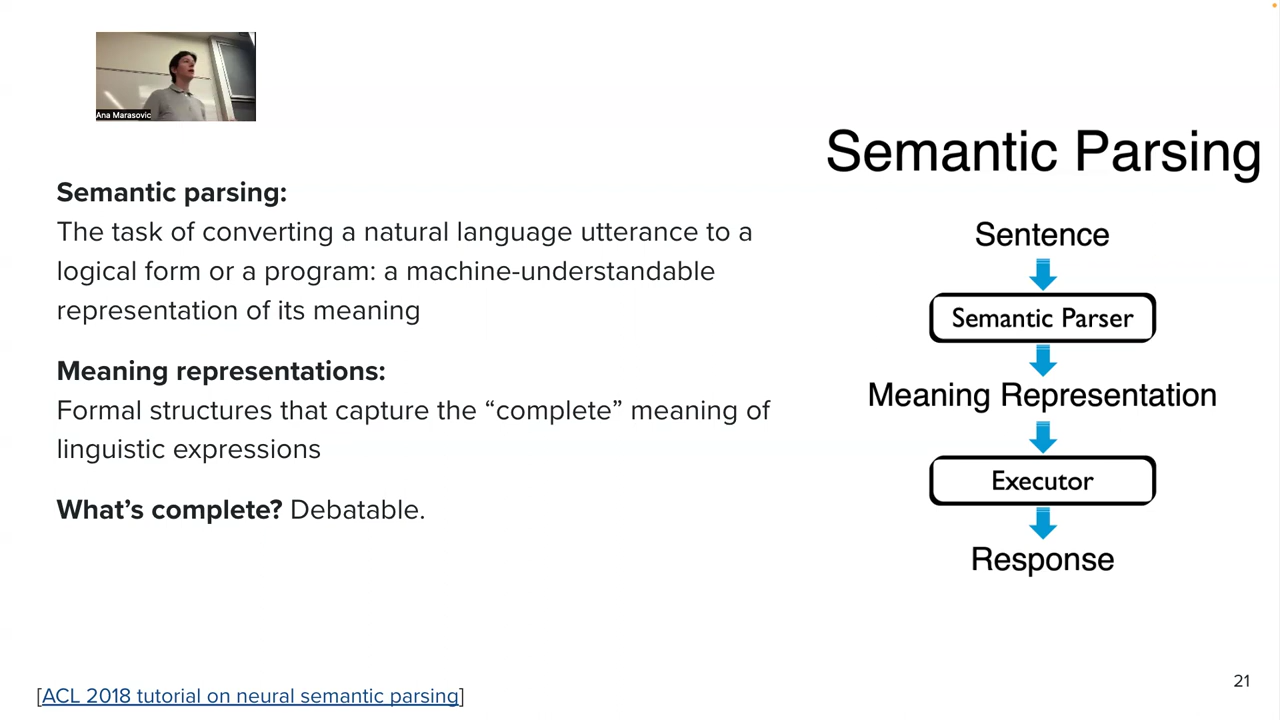 Ana Marasovic
Semantic parsing:
The task of converting a natural language utterance to a
logical form or a program: a machine-understandable
representation of its meaning
Meaning representations:
Formal structures that capture the “complete” meaning of
linguistic expressions
What’s complete? Debatable.
Semantic Parsing
Sentence
Semantic Parser
Meaning Representation
Executor
Response
[ACL 2018 tutorial on neural semantic parsing]
21